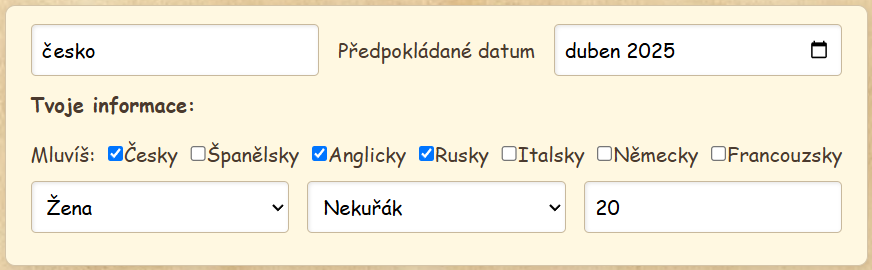 česko Předpokládané datum duben 2025
Tvoje informace:
Mluvíš: Česky Španělsky Anglicky Rusky Italsky Německy Francouzsky
Žena Nekuřák 20